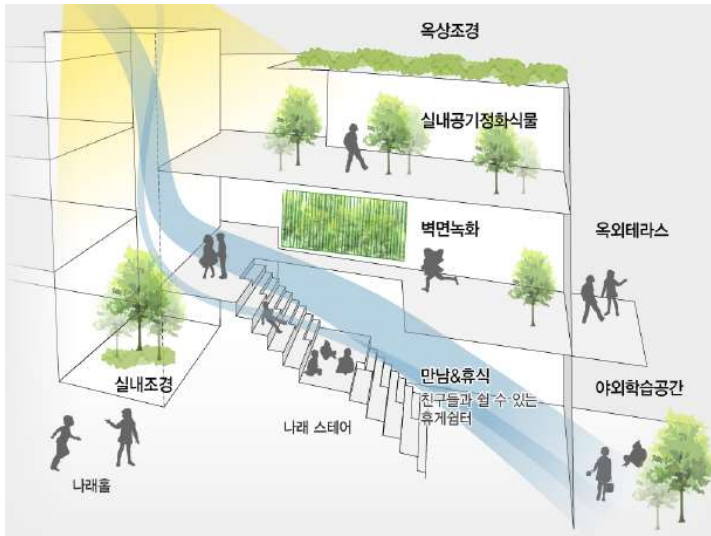 옥상조경
실내공기정화식물
벽면녹화
옥외테라스
실내조경
만남&휴식
친구들과 쉴 수 있는
휴게쉼터
야외학습공간
나래 스테어
나래홀